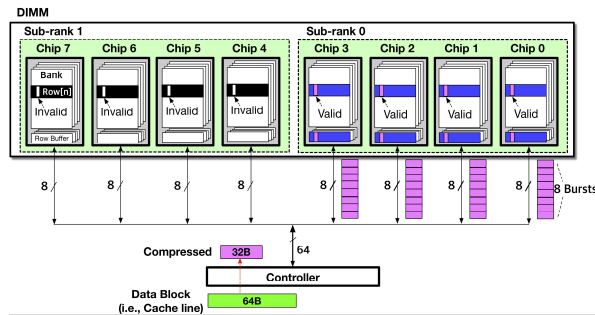 DIMM
Sub-rank 1
Sub-rank 0
Chip 7
Chip 6
Chip 5
Chip 4
Chip 3
Chip 2
Chip 1
Chip 0
Bank
Row[n]
Invalid
Invalid
Invalid
Invalid
Valid
Valid
Valid
Valid
Row Buffer
8
8
8
8
8
8
8
8
8 Bursts
64
Compressed
32B
Controller
Data Block
(i.e., Cache line)
64B